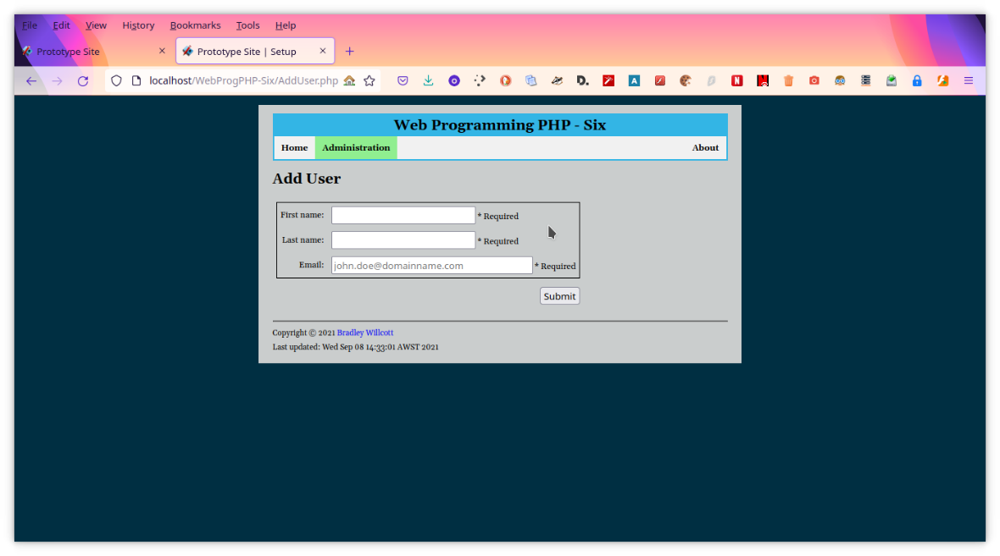 File Edit View History Bookmarks Tools Help
Prototype Site × Prototype Site | Setup × +
localhost/WebProgPHP-Six/AddUser.php
Web Programming PHP - Six
Home Administration About
Add User
First name: * Required
Last name: * Required
Email: john.doe@domainname.com * Required
Submit
Copyright © 2021 Bradley Willcott
Last updated: Wed Sep 08 14:33:01 AWST 2021